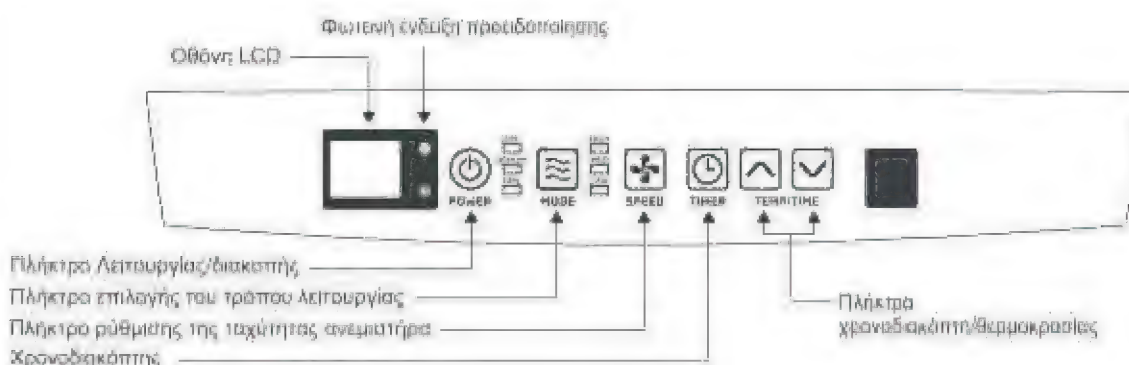 Φωτεινή ένδειξη προειδοποίησης
Οθόνη LCD
POWER
MODE
SPEED
TIMER
TEMP/TIME
Πλήκτρο Λειτουργίας/διακοπής
Πλήκτρο επιλογής του τρόπου λειτουργίας
Πλήκτρο ρύθμισης της ταχύτητας ανεμιστήρα
Χρονοδιακόπτης
Πλήκτρα
χρονοδιακόπτη/θερμοκρασίας